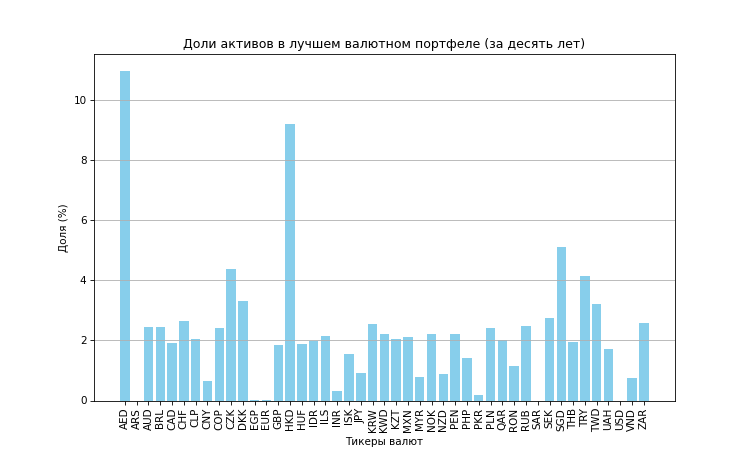 Доли активов в лучшем валютном портфеле (за десять лет)
Доля (%)
10
8
6
4
2
0
AED ARS AUD BRL CAD CHF CLP CNY COP CZK DKK EGP EUR GBP HKD HUF IDR ILS INR ISK JPY KRW KWD KZT MXN MYR NOK NZD PEN PHP PKR PLN QAR RON RUB SAR SEK SGD THB TRY TWD UAH USD VND ZAR
Тикеры валют